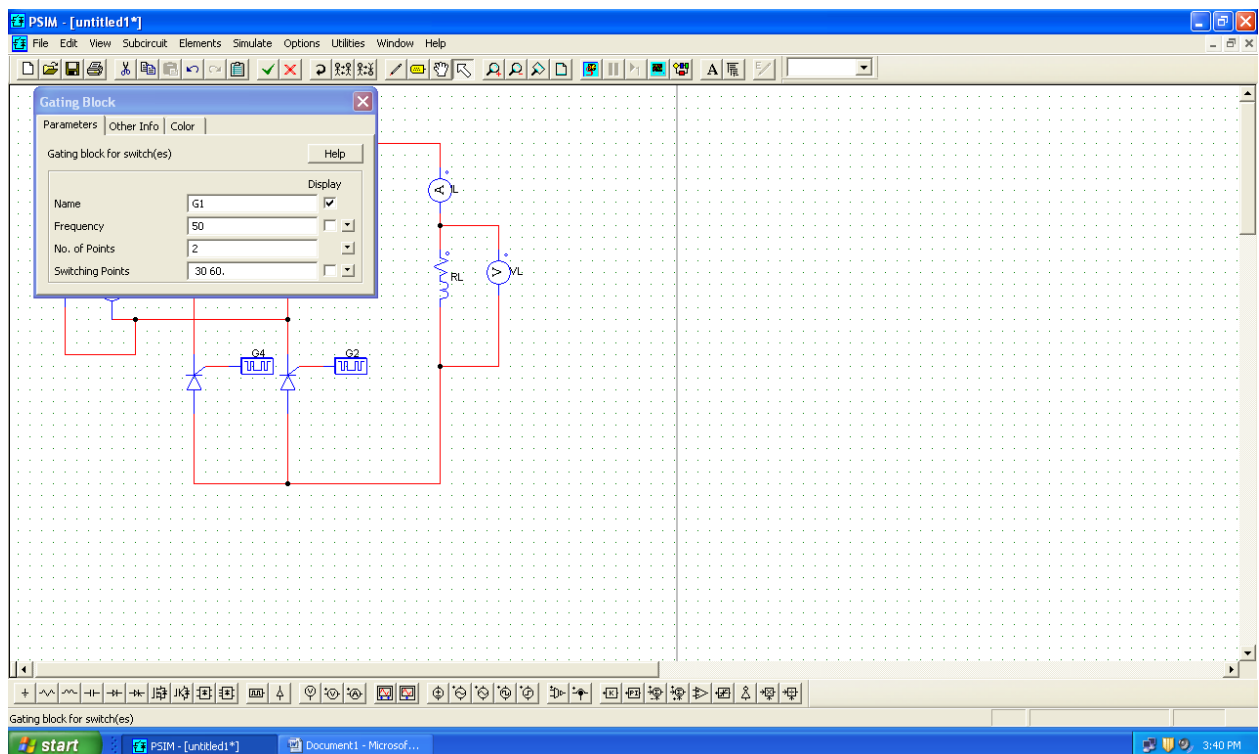 PSIM - [untitled1*]
File Edit View Subcircuit Elements Simulate Options Utilities Window Help
Gating Block
Parameters Other Info Color
Gating block for switch(es) Help
Display
Name G1
Frequency 50
No. of Points 2
Switching Points 30 60.
A
RL V VL
G4 G2
Gating block for switch(es)
start PSIM - [untitled1*] Document1 - Microsof... 3:40 PM